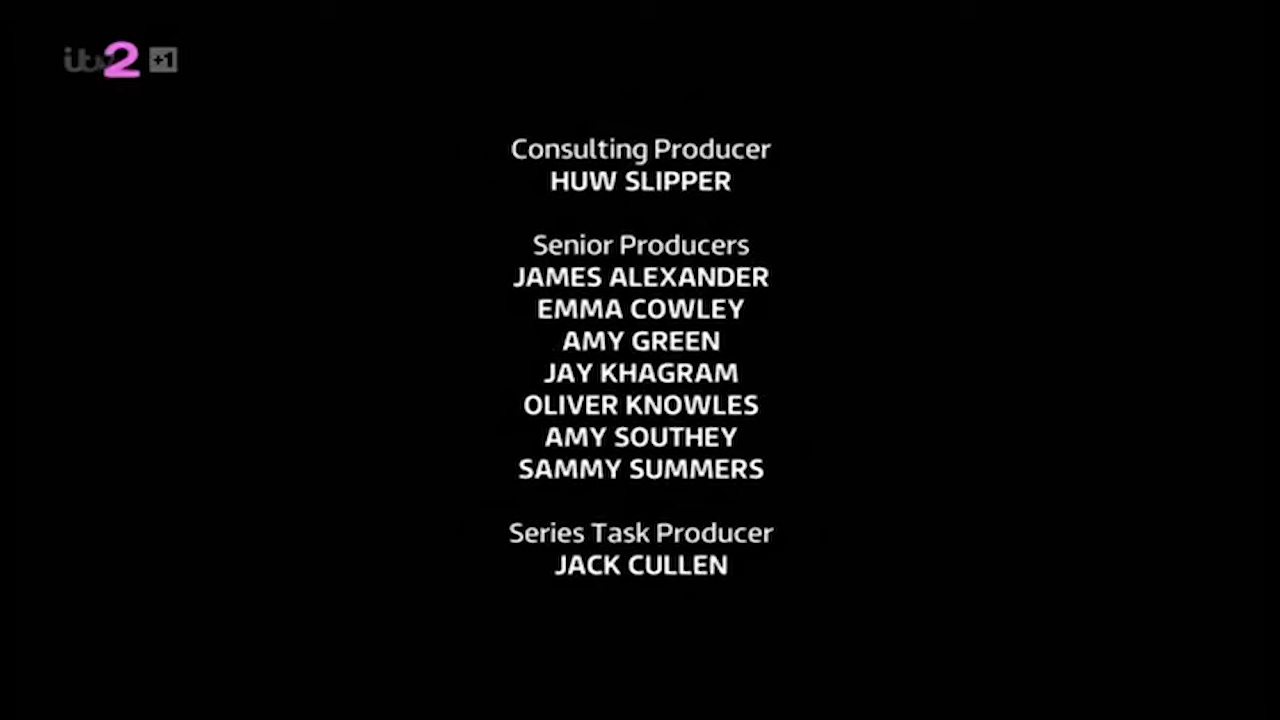 itv2 +1
Consulting Producer
HUW SLIPPER
Senior Producers
JAMES ALEXANDER
EMMA COWLEY
AMY GREEN
JAY KHAGRAM
OLIVER KNOWLES
AMY SOUTHEY
SAMMY SUMMERS
Series Task Producer
JACK CULLEN